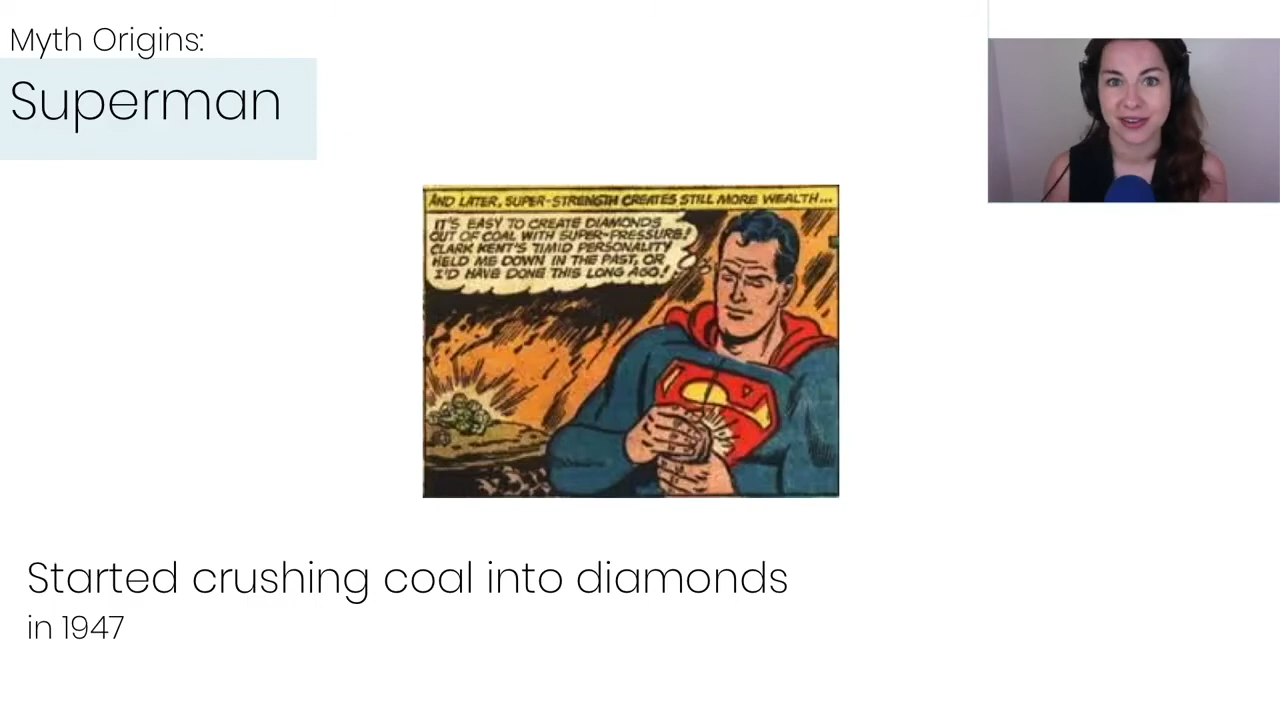 Myth Origins:
Superman
AND LATER, SUPER-STRENGTH CREATES STILL MORE WEALTH...
IT'S EASY TO CREATE DIAMONDS
OUT OF COAL WITH SUPER-PRESSURE!
CLARK KENT'S TIMID PERSONALITY
HELD ME DOWN IN THE PAST, OR
I'D HAVE DONE THIS LONG AGO!
Started crushing coal into diamonds
in 1947